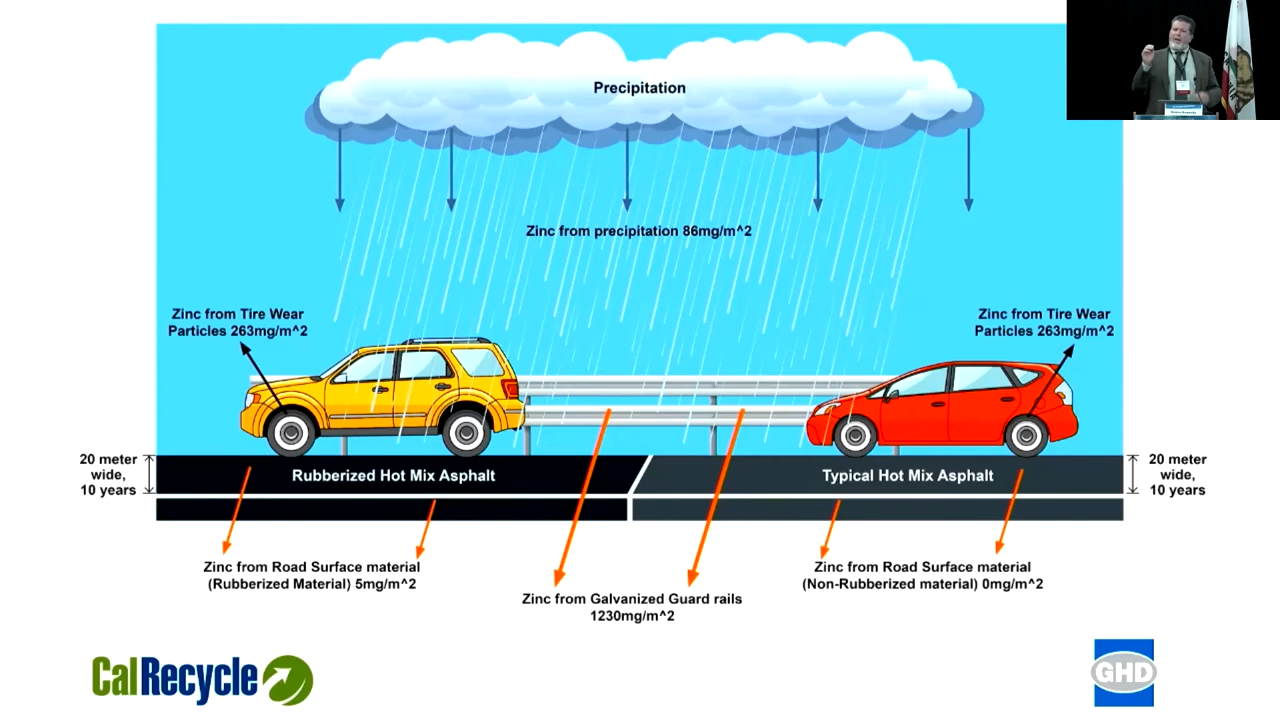 Precipitation
Zinc from precipitation 86mg/m^2
Zinc from Tire Wear
Particles 263mg/m^2
Zinc from Tire Wear
Particles 263mg/m^2
20 meter
wide,
10 years
Rubberized Hot Mix Asphalt
Typical Hot Mix Asphalt
20 meter
wide,
10 years
Zinc from Road Surface material
(Rubberized Material) 5mg/m^2
Zinc from Galvanized Guard rails
1230mg/m^2
Zinc from Road Surface material
(Non-Rubberized material) 0mg/m^2
CalRecycle
GHD